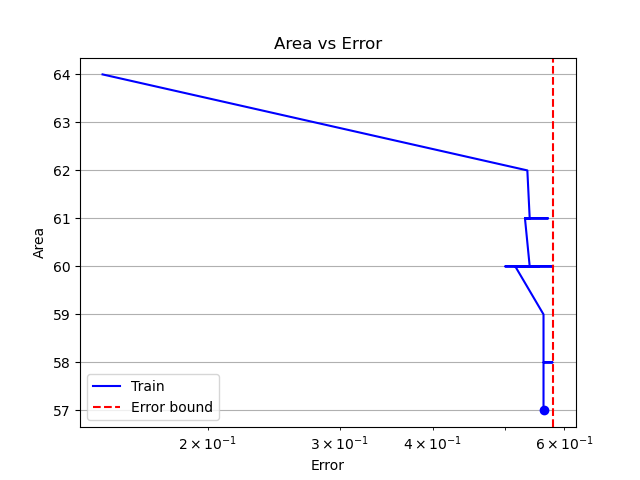 Area vs Error
Area
64
63
62
61
60
59
58
57
Train
Error bound
2 × 10⁻¹
3 × 10⁻¹
4 × 10⁻¹
6 × 10⁻¹
Error